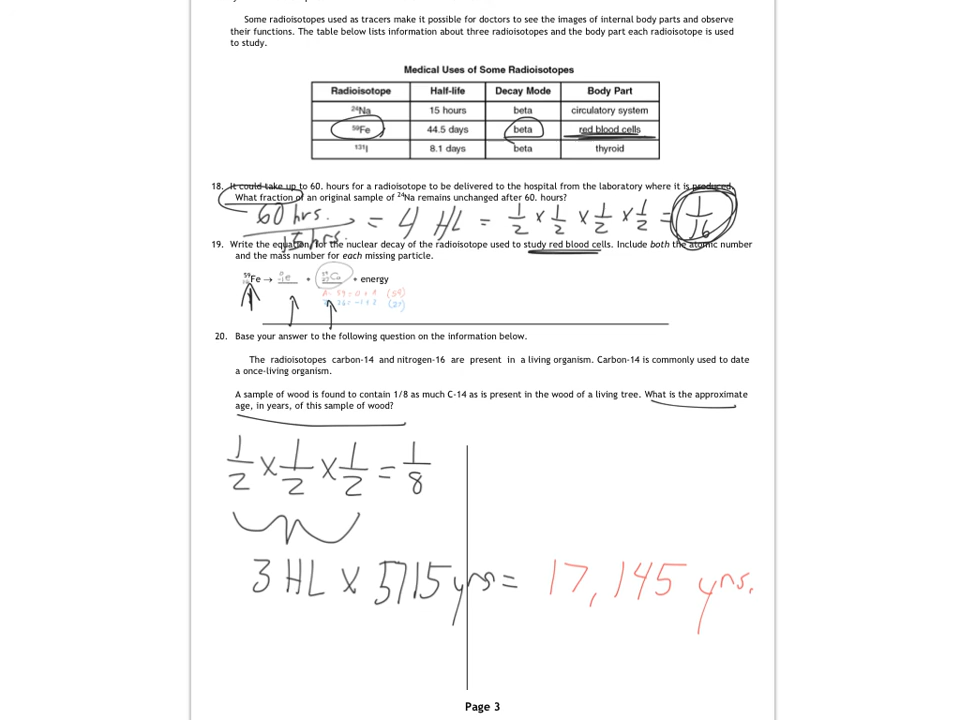 Some radioisotopes used as tracers make it possible for doctors to see the images of internal body parts and observe
their functions. The table below lists information about three radioisotopes and the body part each radioisotope is used
to study.
Medical Uses of Some Radioisotopes
Radioisotope Half-life Decay Mode Body Part
²⁴Na 15 hours beta circulatory system
⁵⁹Fe 44.5 days beta red blood cells
¹³¹I 8.1 days beta thyroid
18. It could take up to 60. hours for a radioisotope to be delivered to the hospital from the laboratory where it is produced.
What fraction of an original sample of ²⁴Na remains unchanged after 60. hours?
60 hrs. = 4 HL = 1/2 x 1/2 x 1/2 x 1/2 = 1/16
hrs.
19. Write the equation for the nuclear decay of the radioisotope used to study red blood cells. Include both the atomic number
and the mass number for each missing particle.
⁵⁹Fe → + + energy
20. Base your answer to the following question on the information below.
The radioisotopes carbon-14 and nitrogen-16 are present in a living organism. Carbon-14 is commonly used to date
a once-living organism.
A sample of wood is found to contain 1/8 as much C-14 as is present in the wood of a living tree. What is the approximate
age, in years, of this sample of wood?
1/2 x 1/2 x 1/2 = 1/8
3 HL x 5715 yrs = 17,145 yrs.
Page 3